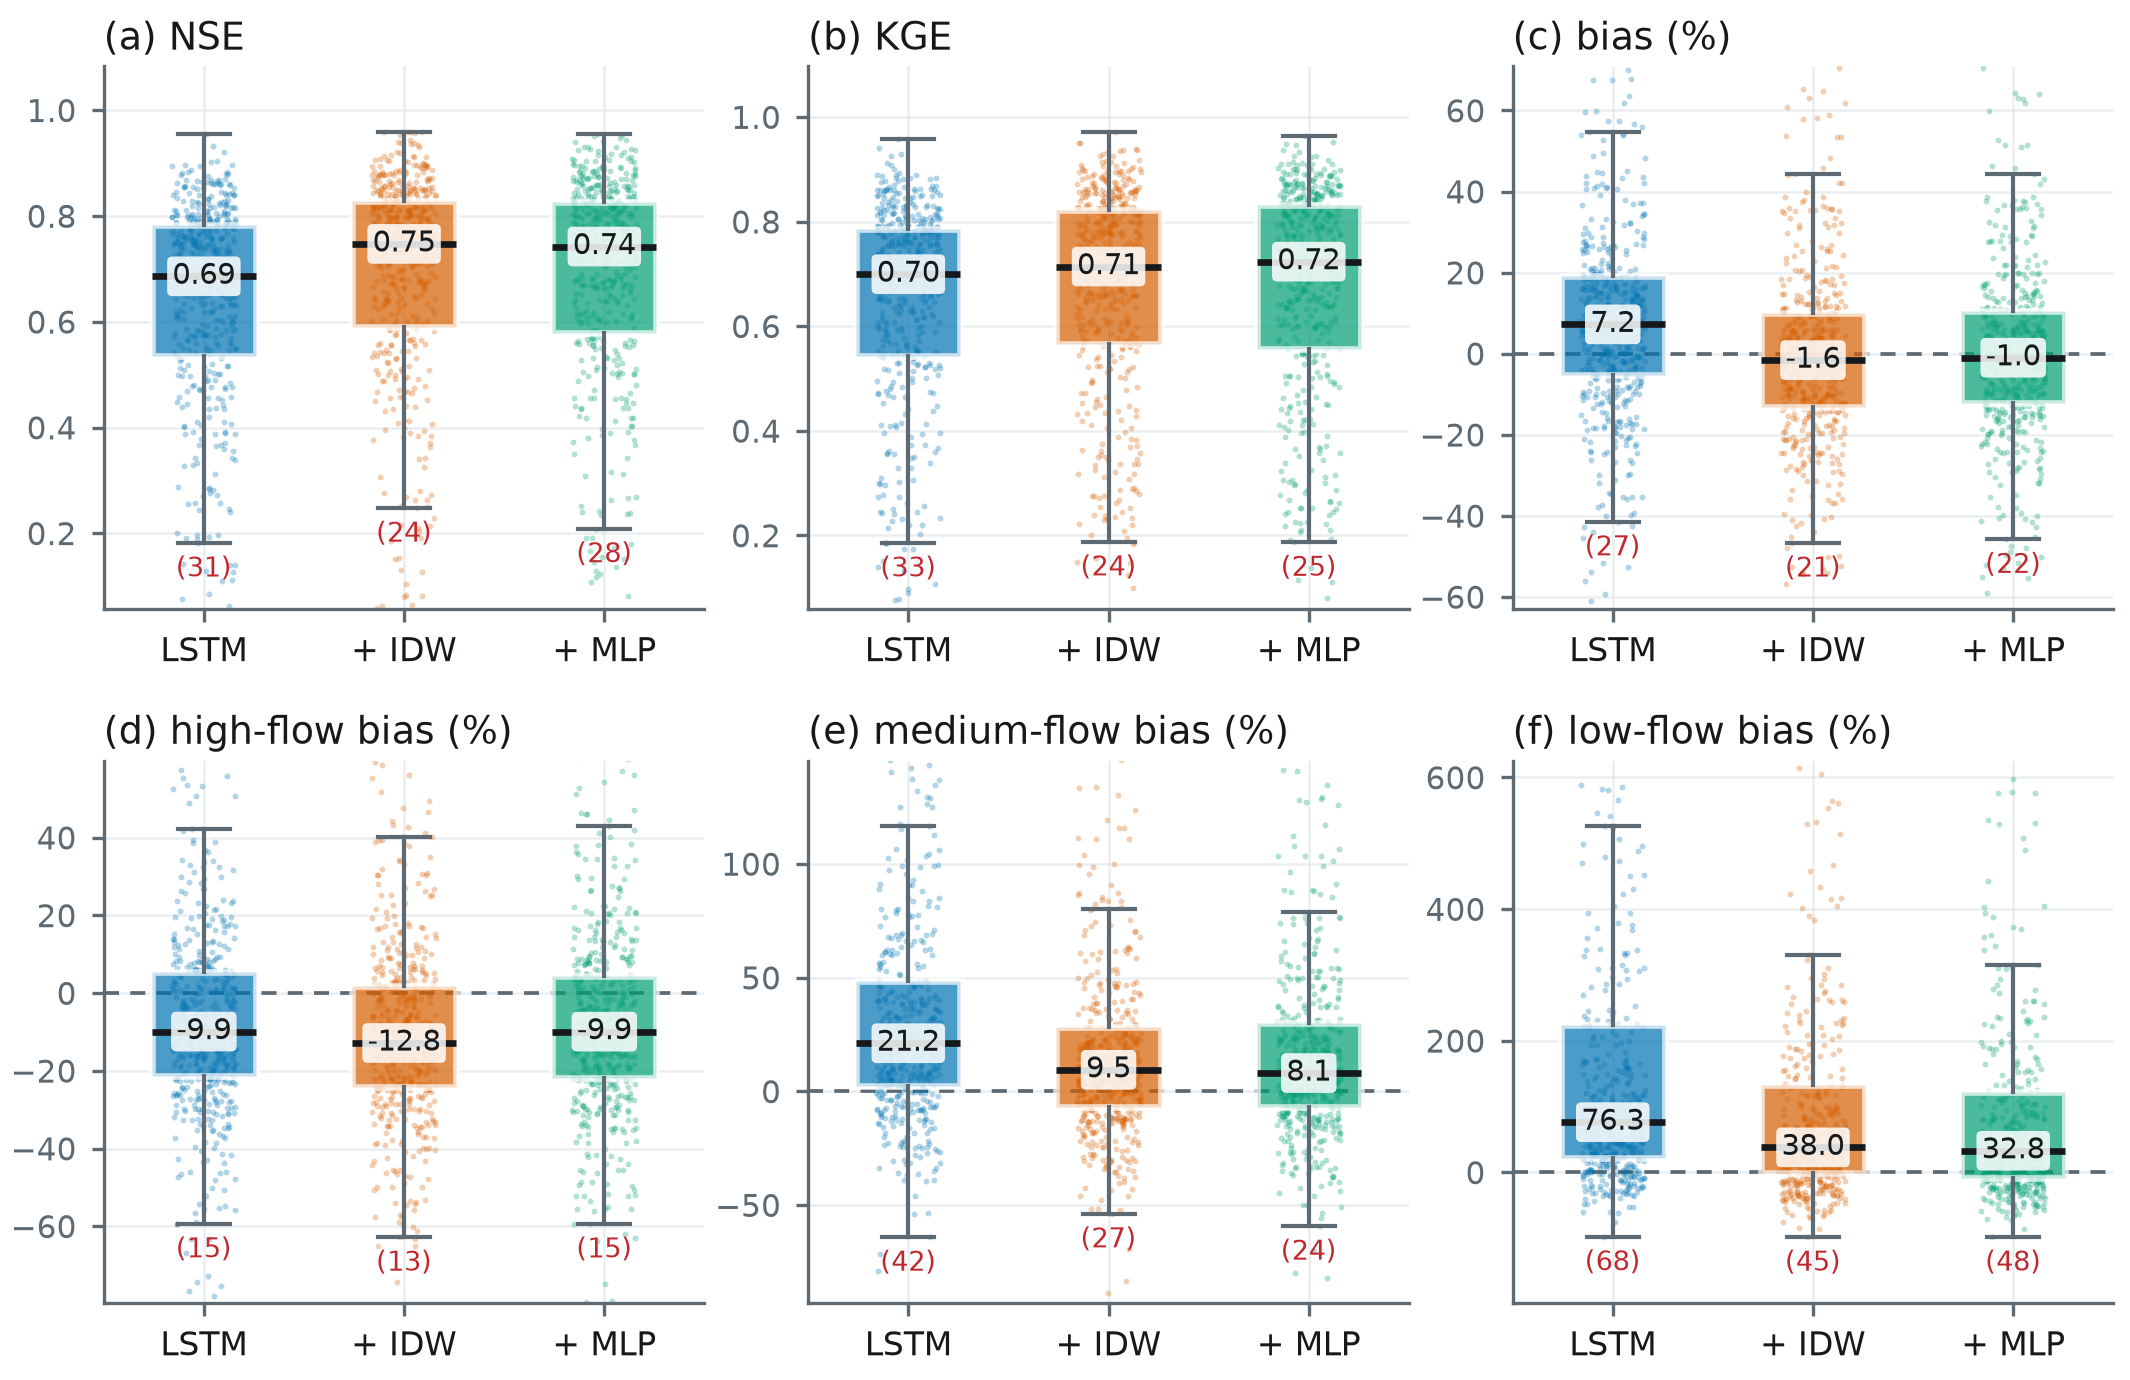 (a) NSE
1.0
0.8
0.6
0.4
0.2
0.69
0.75
0.74
(31)
(24)
(28)
LSTM
+ IDW
+ MLP
(b) KGE
1.0
0.8
0.6
0.4
0.2
0.70
0.71
0.72
(33)
(24)
(25)
LSTM
+ IDW
+ MLP
(c) bias (%)
60
40
20
0
−20
−40
−60
7.2
-1.6
-1.0
(27)
(21)
(22)
LSTM
+ IDW
+ MLP
(d) high-flow bias (%)
40
20
0
−20
−40
−60
-9.9
-12.8
-9.9
(15)
(13)
(15)
LSTM
+ IDW
+ MLP
(e) medium-flow bias (%)
100
50
0
−50
21.2
9.5
8.1
(42)
(27)
(24)
LSTM
+ IDW
+ MLP
(f) low-flow bias (%)
600
400
200
0
76.3
38.0
32.8
(68)
(45)
(48)
LSTM
+ IDW
+ MLP